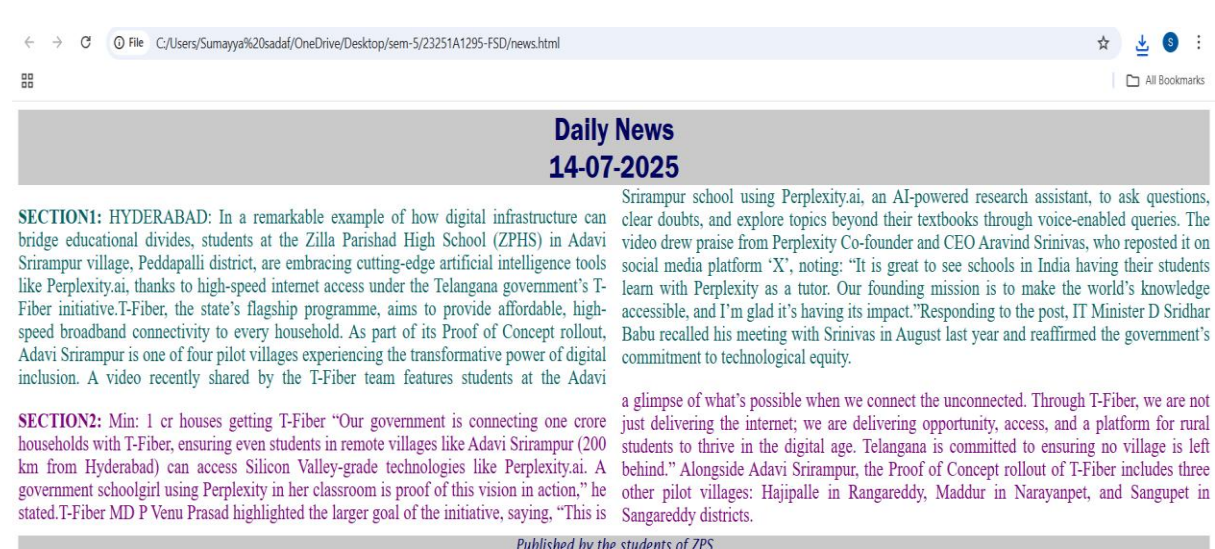 File C:/Users/Sumayya%20sadaf/OneDrive/Desktop/sem-5/23251A1295-FSD/news.html
S
All Bookmarks
Daily News
14-07-2025
SECTION1: HYDERABAD: In a remarkable example of how digital infrastructure can
bridge educational divides, students at the Zilla Parishad High School (ZPHS) in Adavi
Srirampur village, Peddapalli district, are embracing cutting-edge artificial intelligence tools
like Perplexity.ai, thanks to high-speed internet access under the Telangana government's T-
Fiber initiative.T-Fiber, the state's flagship programme, aims to provide affordable, high-
speed broadband connectivity to every household. As part of its Proof of Concept rollout,
Adavi Srirampur is one of four pilot villages experiencing the transformative power of digital
inclusion. A video recently shared by the T-Fiber team features students at the Adavi
Srirampur school using Perplexity.ai, an AI-powered research assistant, to ask questions,
clear doubts, and explore topics beyond their textbooks through voice-enabled queries. The
video drew praise from Perplexity Co-founder and CEO Aravind Srinivas, who reposted it on
social media platform ‘X’, noting: “It is great to see schools in India having their students
learn with Perplexity as a tutor. Our founding mission is to make the world’s knowledge
accessible, and I’m glad it’s having its impact.”Responding to the post, IT Minister D Sridhar
Babu recalled his meeting with Srinivas in August last year and reaffirmed the government’s
commitment to technological equity.
SECTION2: Min: 1 cr houses getting T-Fiber “Our government is connecting one crore
households with T-Fiber, ensuring even students in remote villages like Adavi Srirampur (200
km from Hyderabad) can access Silicon Valley-grade technologies like Perplexity.ai. A
government schoolgirl using Perplexity in her classroom is proof of this vision in action,” he
stated.T-Fiber MD P Venu Prasad highlighted the larger goal of the initiative, saying, “This is
a glimpse of what’s possible when we connect the unconnected. Through T-Fiber, we are not
just delivering the internet; we are delivering opportunity, access, and a platform for rural
students to thrive in the digital age. Telangana is committed to ensuring no village is left
behind.” Alongside Adavi Srirampur, the Proof of Concept rollout of T-Fiber includes three
other pilot villages: Hajipalle in Rangareddy, Maddur in Narayanpet, and Sangupet in
Sangareddy districts.
Published by the students of ZPS